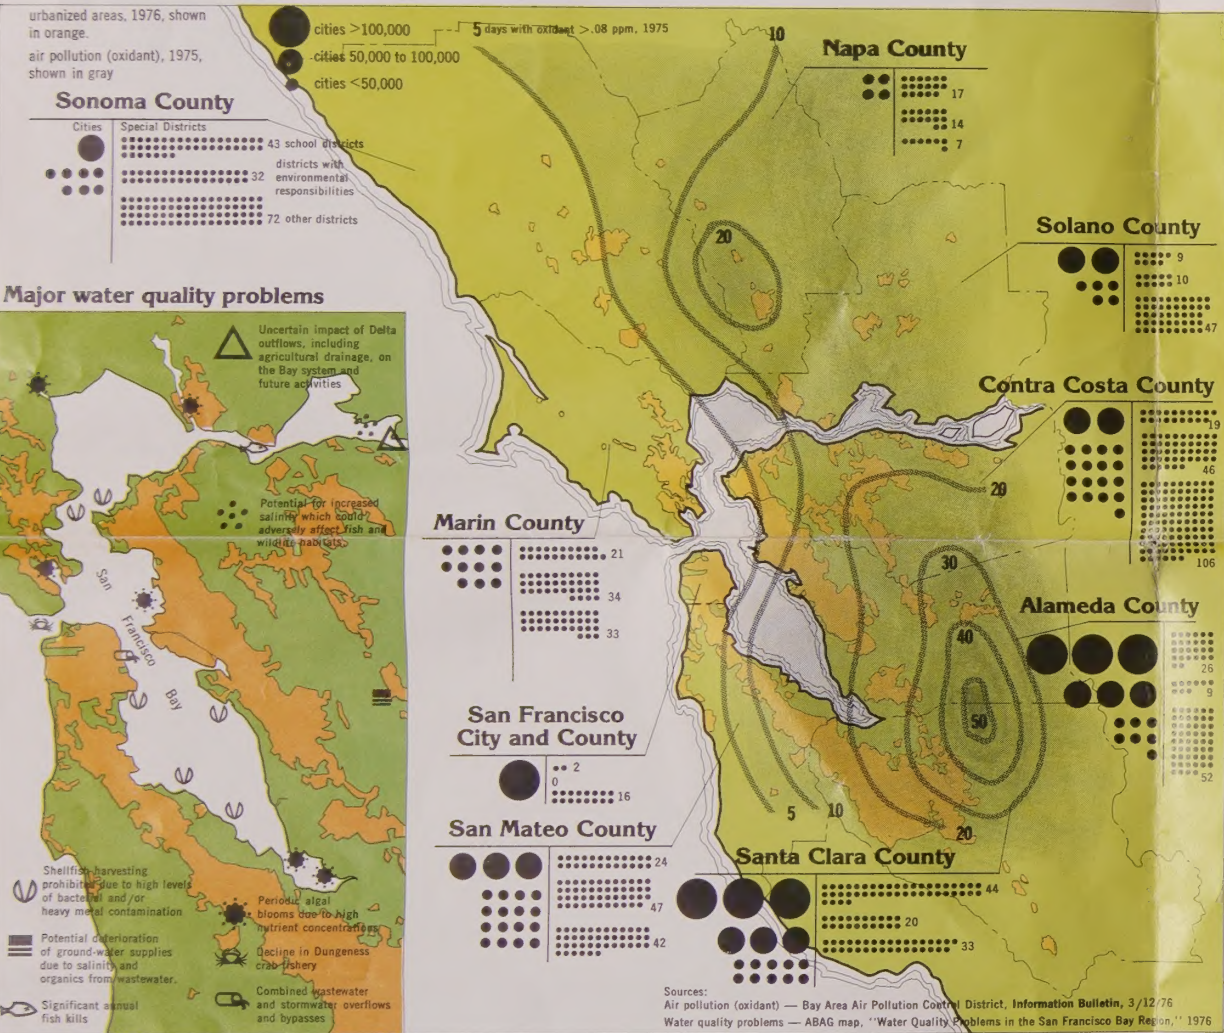 urbanized areas, 1976, shown
in orange.
air pollution (oxidant), 1975,
shown in gray
cities >100,000
cities 50,000 to 100,000
cities <50,000
5 days with oxidant >.08 ppm, 1975
10
Napa County
17
14
7
Sonoma County
Cities
Special Districts
43 school districts
32
districts with
environmental
responsibilities
72 other districts
20
Solano County
9
10
47
Major water quality problems
Uncertain impact of Delta
outflows, including
agricultural drainage, on
the Bay system and
future activities
Potential for increased
salinity which could
adversely affect fish and
wildlife habitats.
San
Francisco
Bay
Shellfish harvesting
prohibited due to high levels
of bacterial and/or
heavy metal contamination
Potential deterioration
of ground-water supplies
due to salinity and
organics from wastewater.
Significant annual
fish kills
Periodic algal
blooms due to high
nutrient concentrations
Decline in Dungeness
crab fishery
Combined wastewater
and stormwater overflows
and bypasses
Contra Costa County
19
46
106
20
Marin County
21
34
33
30
Alameda County
26
9
52
40
50
San Francisco
City and County
2
0
16
5
10
20
San Mateo County
24
47
42
Santa Clara County
44
20
33
Sources:
Air pollution (oxidant) — Bay Area Air Pollution Control District, Information Bulletin, 3/12/76
Water quality problems — ABAG map, "Water Quality Problems in the San Francisco Bay Region," 1976